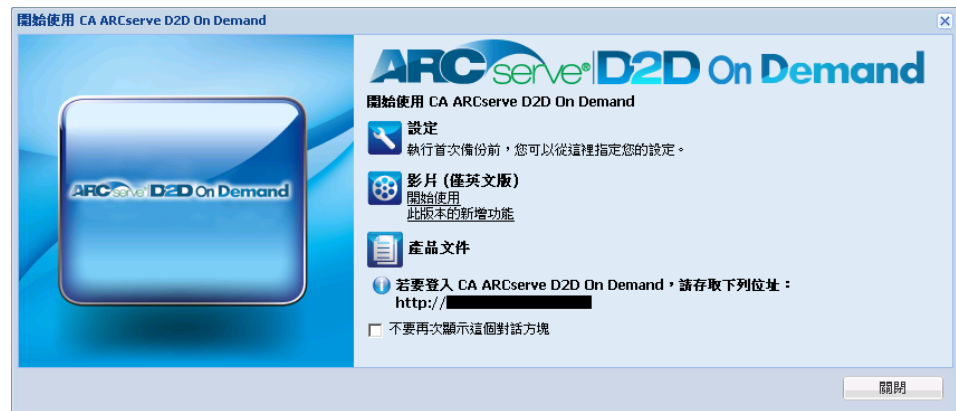 開始使用 CA ARCserve D2D On Demand
ARCserve® D2D On Demand
ARCserve D2D On Demand
開始使用 CA ARCserve D2D On Demand
設定
執行首次備份前，您可以從這裡指定您的設定。
影片 (僅英文版)
開始使用
此版本的新增功能
產品文件
若要登入 CA ARCserve D2D On Demand，請存取下列位址：
http://
不要再次顯示這個對話方塊
關閉